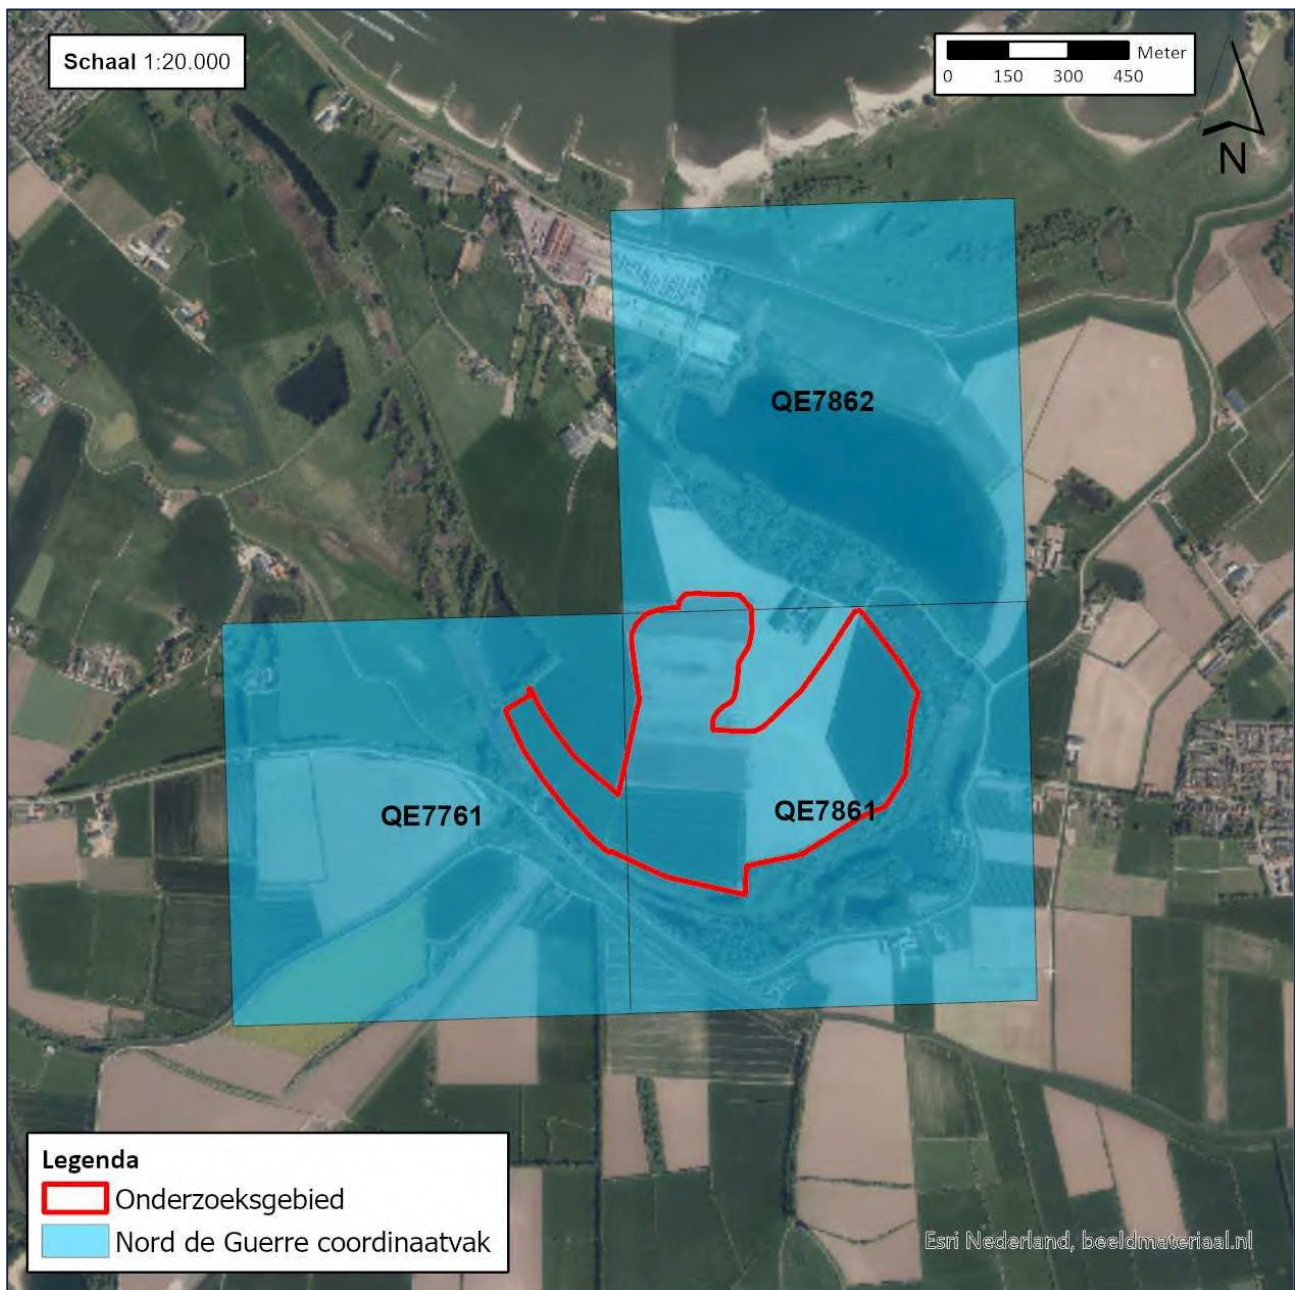 Schaal 1:20.000
Meter
0 150 300 450
N
QE7862
QE7761
QE7861
Legenda
Onderzoeksgebied
Nord de Guerre coordinaatvak
Esri Nederland, beeldmateriaal.nl